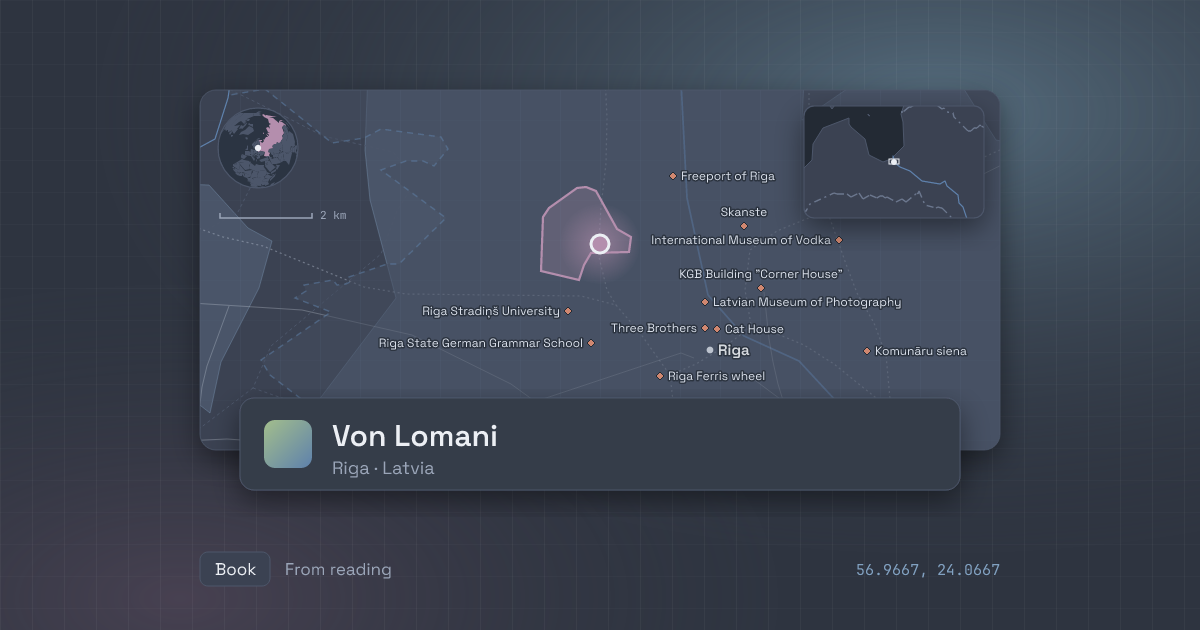 2 km
Freeport of Riga
Skanste
International Museum of Vodka
KGB Building "Corner House"
Latvian Museum of Photography
Riga Stradiņš University
Three Brothers
Cat House
Riga State German Grammar School
Riga
Komunāru siena
Riga Ferris wheel
Von Lomani
Riga · Latvia
Book
From reading
56.9667, 24.0667